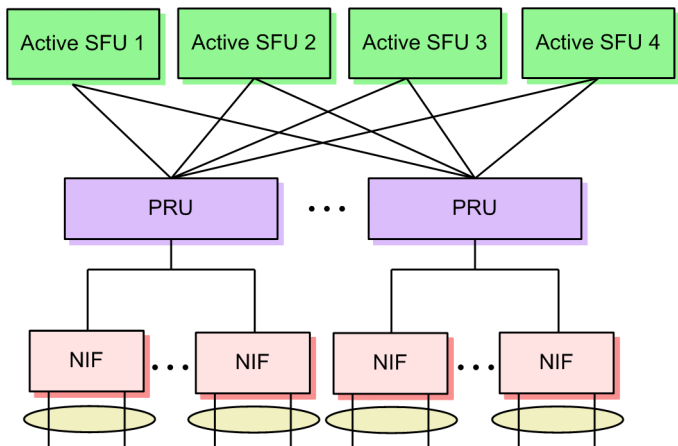 Active SFU 1
Active SFU 2
Active SFU 3
Active SFU 4
PRU
...
PRU
NIF
...
NIF
NIF
...
NIF